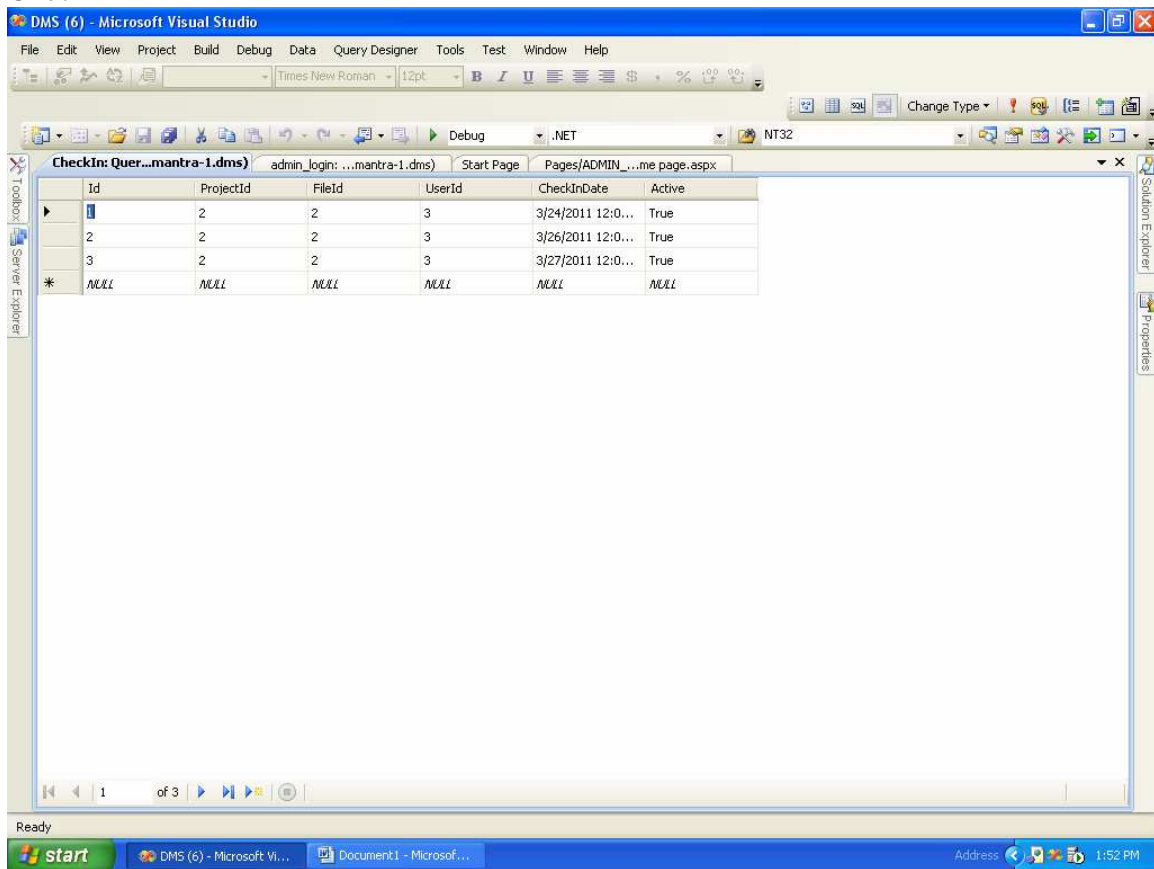 DMS (6) - Microsoft Visual Studio
File Edit View Project Build Debug Data Query Designer Tools Test Window Help
Times New Roman 12pt B I U $ , %
SQL Change Type SQL
Debug .NET NT32
CheckIn: Quer...mantra-1.dms) admin_login: ...mantra-1.dms) Start Page Pages/ADMIN_...me page.aspx
Toolbox
Server Explorer
Solution Explorer
Properties
Id ProjectId FileId UserId CheckInDate Active
1 2 2 3 3/24/2011 12:0... True
2 2 2 3 3/26/2011 12:0... True
3 2 2 3 3/27/2011 12:0... True
NULL NULL NULL NULL NULL NULL
1 of 3
Ready
start DMS (6) - Microsoft Vi... Document1 - Microsof... Address 1:52 PM